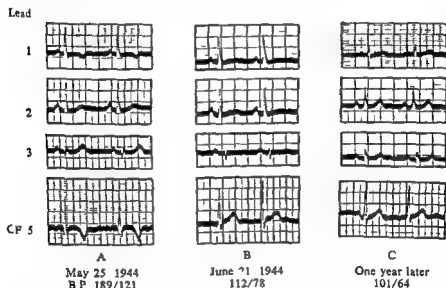 Lead
1
2
3
CF 5
A B C
May 25 1944 June 21 1944 One year later
B P 189/121 112/78 101/64